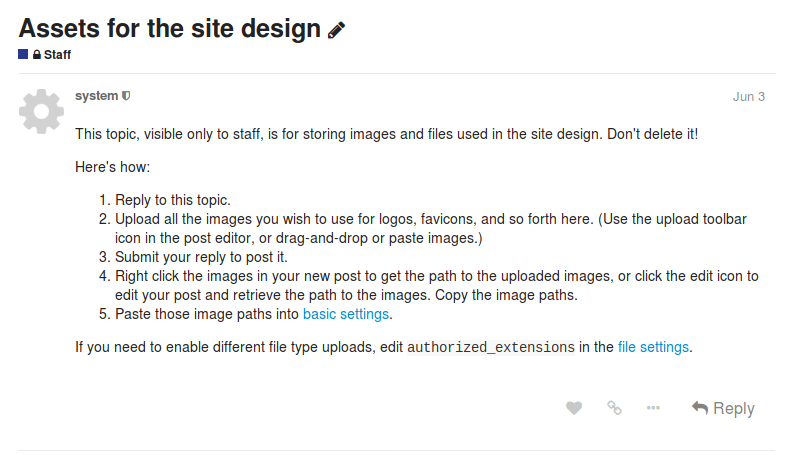 Assets for the site design
Staff
system
Jun 3
This topic, visible only to staff, is for storing images and files used in the site design. Don't delete it!
Here's how:
1. Reply to this topic.
2. Upload all the images you wish to use for logos, favicons, and so forth here. (Use the upload toolbar
icon in the post editor, or drag-and-drop or paste images.)
3. Submit your reply to post it.
4. Right click the images in your new post to get the path to the uploaded images, or click the edit icon to
edit your post and retrieve the path to the images. Copy the image paths.
5. Paste those image paths into basic settings.
If you need to enable different file type uploads, edit authorized_extensions in the file settings.
Reply